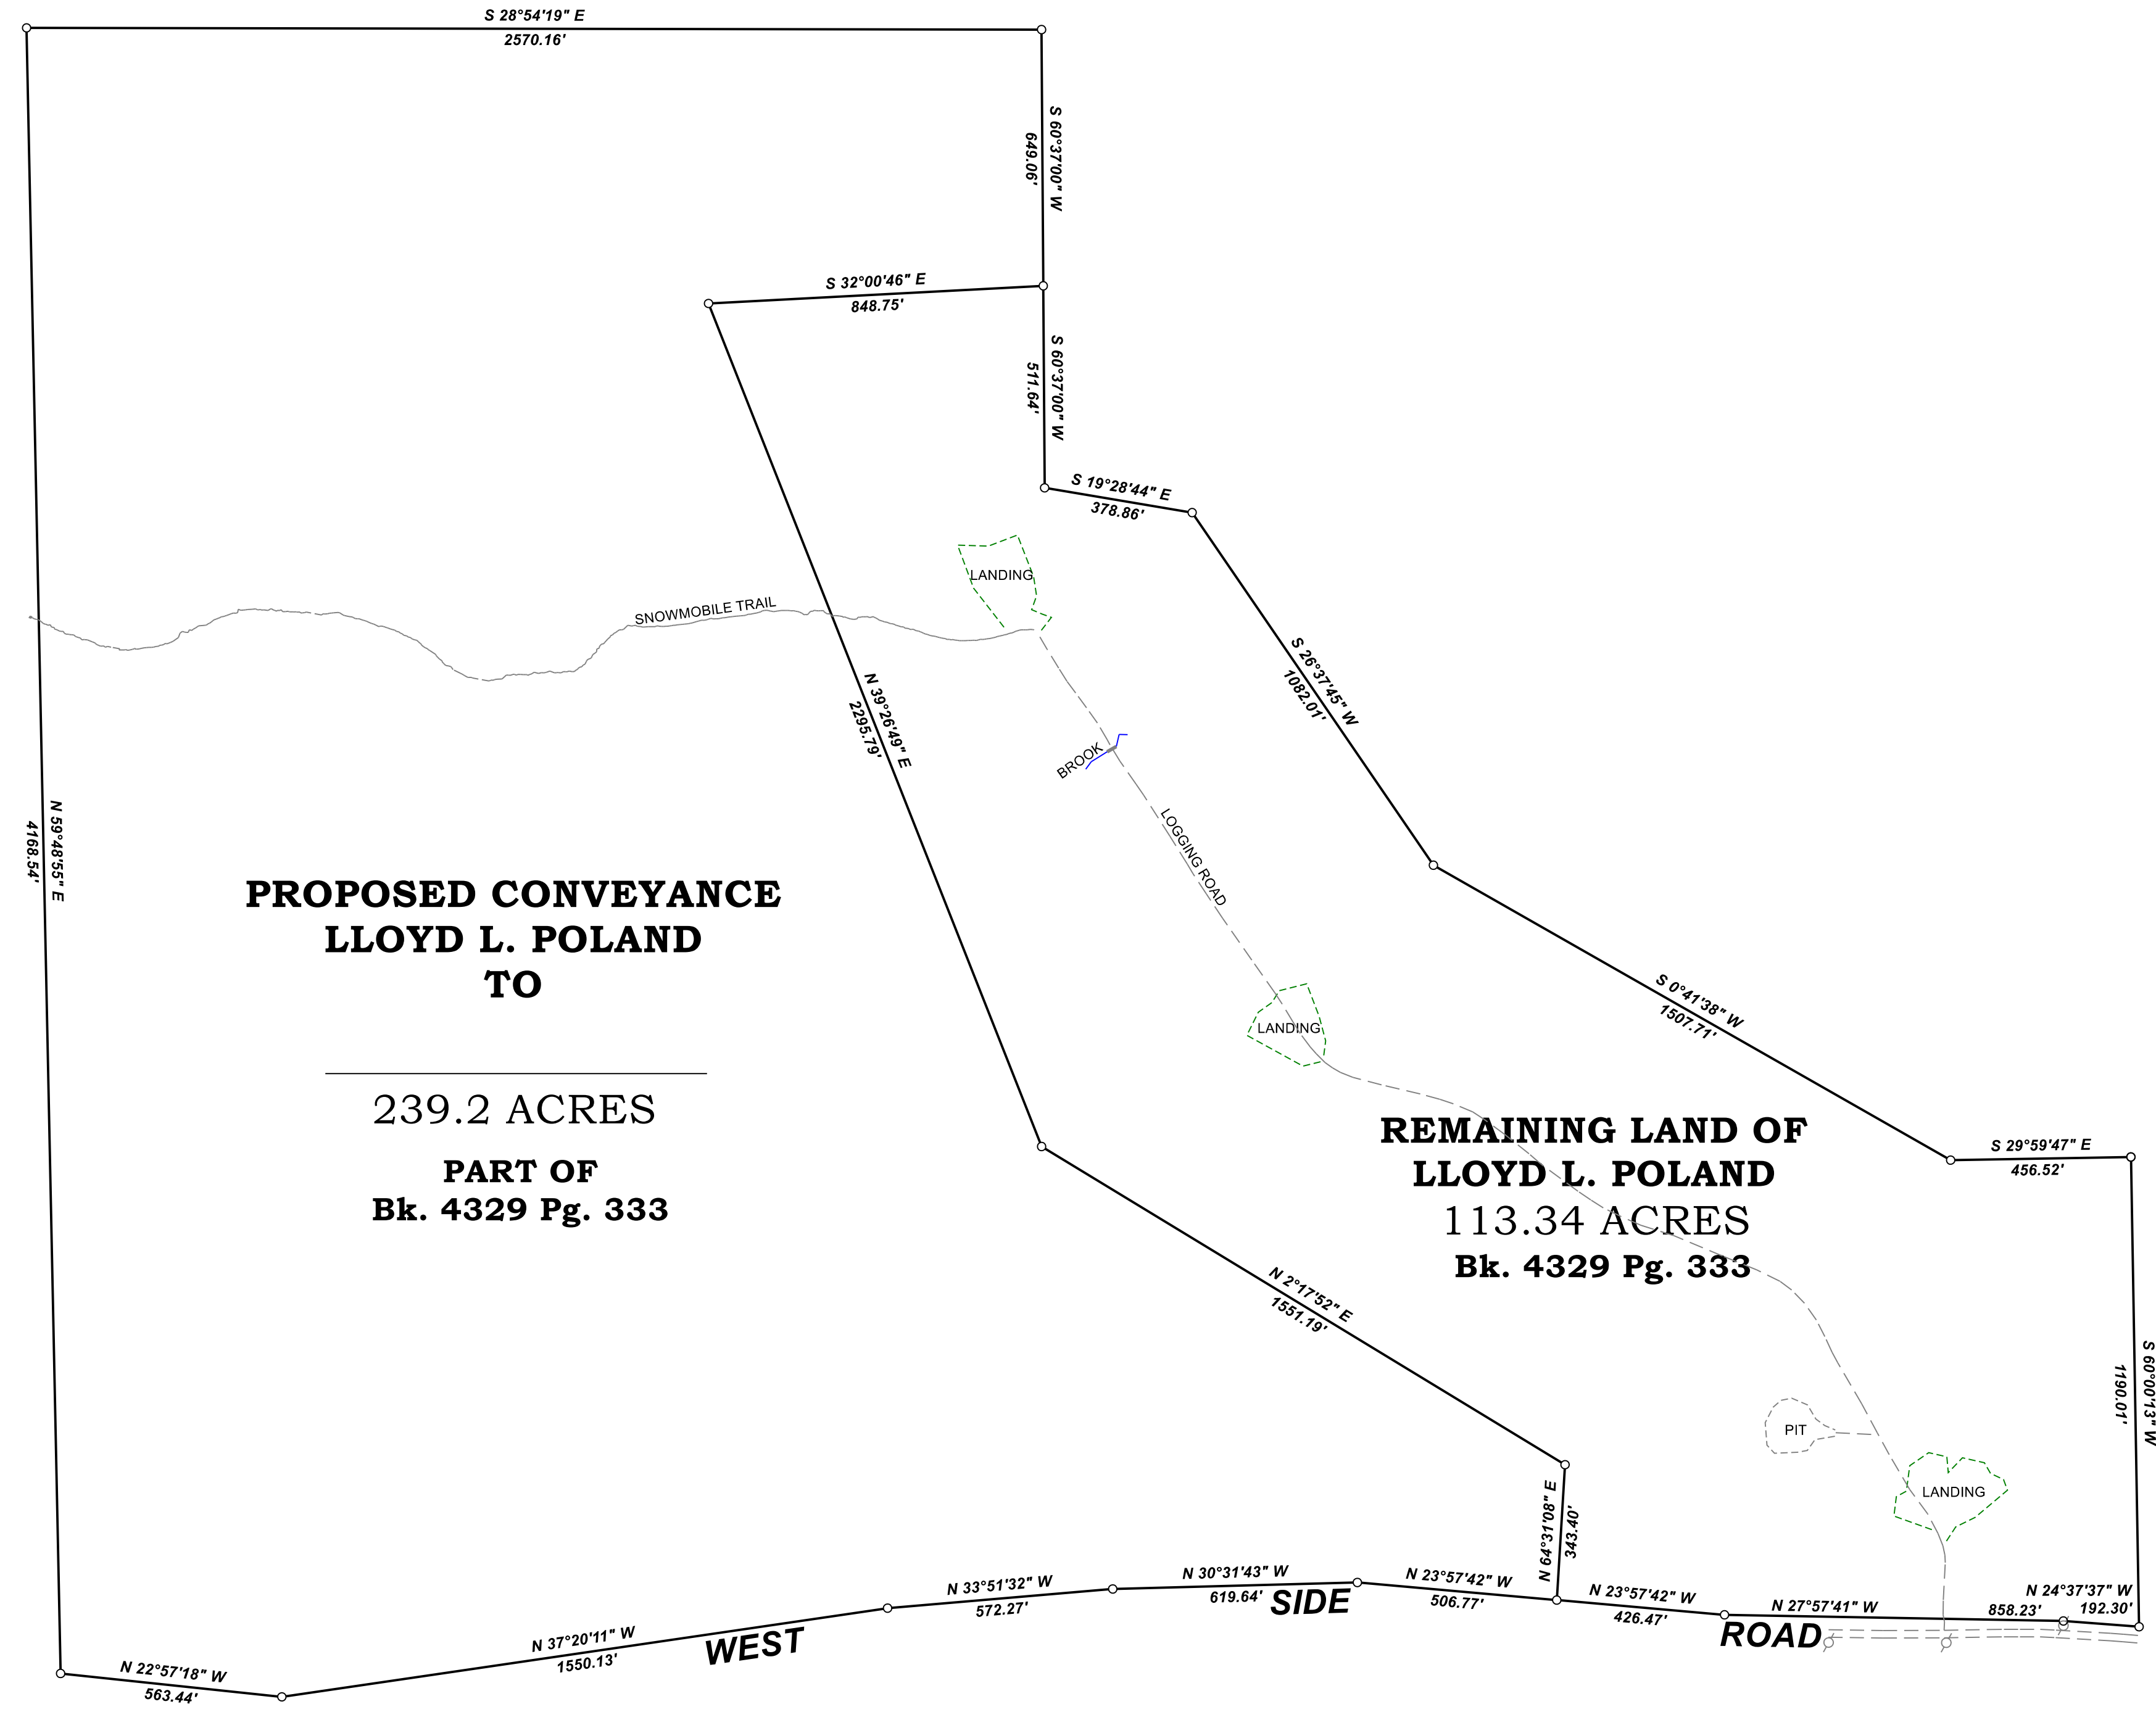 S 28°54'19" E
2570.16'
S 60°37'00" W
649.06'
S 32°00'46" E
848.75'
S 60°37'00" W
511.64'
S 19°28'44" E
378.86'
LANDING
SNOWMOBILE TRAIL
S 26°37'45" W
1082.01'
N 39°26'49" E
2295.79'
BROOK
LOGGING ROAD
N 59°48'55" E
4168.54'
PROPOSED CONVEYANCE
LLOYD L. POLAND
TO
239.2 ACRES
PART OF
Bk. 4329 Pg. 333
LANDING
S 0°41'38" W
1507.71'
REMAINING LAND OF
LLOYD L. POLAND
113.34 ACRES
Bk. 4329 Pg. 333
S 29°59'47" E
456.52'
N 2°17'52" E
1551.19'
S 60°00'13" W
1190.01'
PIT
LANDING
N 64°31'08" E
343.40'
N 22°57'18" W
563.44'
N 37°20'11" W
1550.13'
WEST
N 33°51'32" W
572.27'
N 30°31'43" W
619.64'
SIDE
N 23°57'42" W
506.77'
N 23°57'42" W
426.47'
N 27°57'41" W
858.23'
ROAD
N 24°37'37" W
192.30'